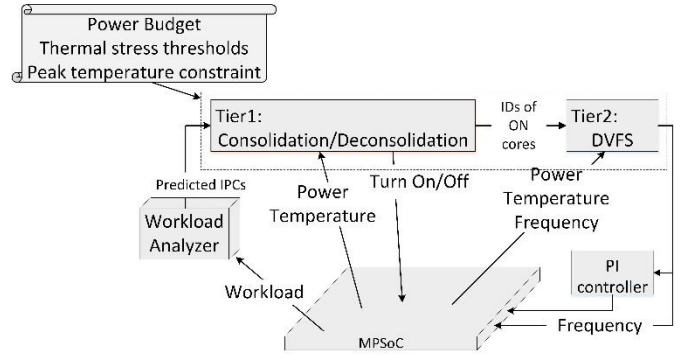 Power Budget
Thermal stress thresholds
Peak temperature constraint
Tier1:
Consolidation/Deconsolidation
IDs of
ON
cores
Tier2:
DVFS
Predicted IPCs
Power
Temperature
Turn On/Off
Power
Temperature
Frequency
Workload
Analyzer
Workload
PI
controller
Frequency
MPSoC